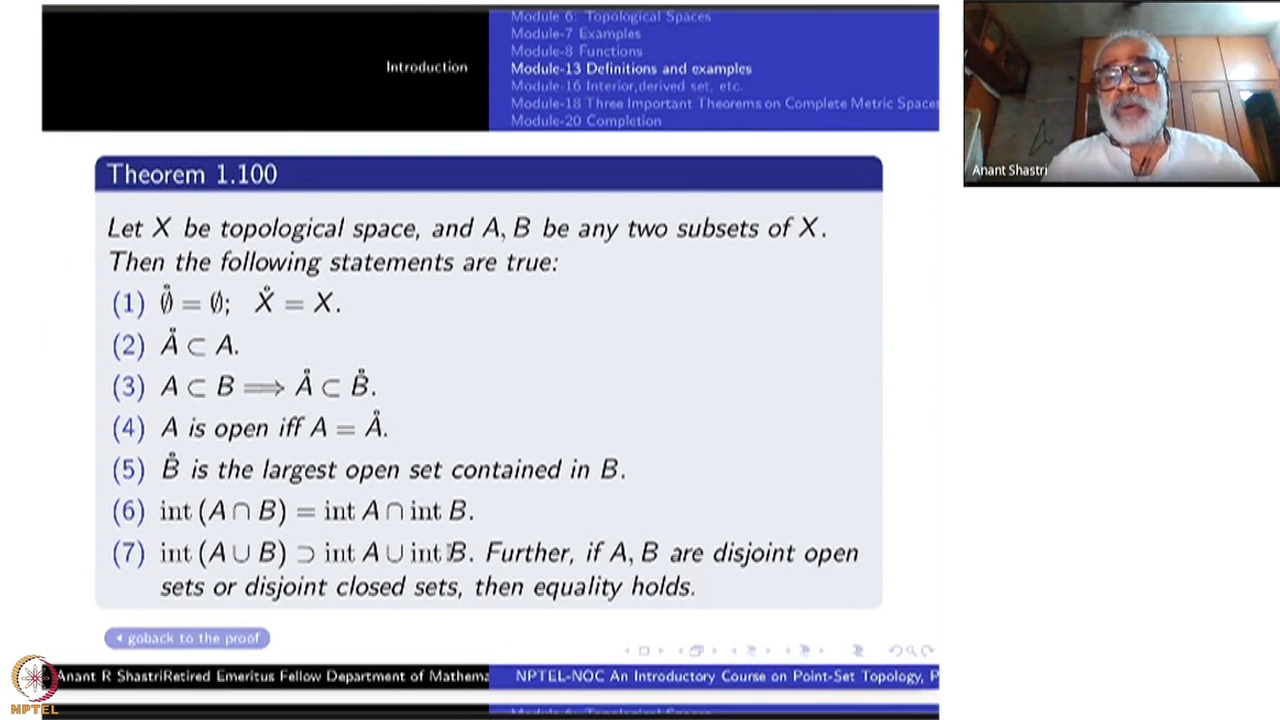 Introduction
Module 6: Topological Spaces
Module-7 Examples
Module-8 Functions
Module-13 Definitions and examples
Module-16 Interior,derived set, etc.
Module-18 Three Important Theorems on Complete Metric Spaces
Module-20 Completion
Anant Shastri
Theorem 1.100
Let X be topological space, and A, B be any two subsets of X.
Then the following statements are true:
(1) ∅̊ = ∅; X̊ = X.
(2) Å ⊂ A.
(3) A ⊂ B ⟹ Å ⊂ B̊.
(4) A is open iff A = Å.
(5) B̊ is the largest open set contained in B.
(6) int (A ∩ B) = int A ∩ int B.
(7) int (A ∪ B) ⊃ int A ∪ int B. Further, if A, B are disjoint open
sets or disjoint closed sets, then equality holds.
goback to the proof
Anant R ShastriRetired Emeritus Fellow Department of Mathema
NPTEL-NOC An Introductory Course on Point-Set Topology, P
NPTEL
Module 6: Topological Spaces